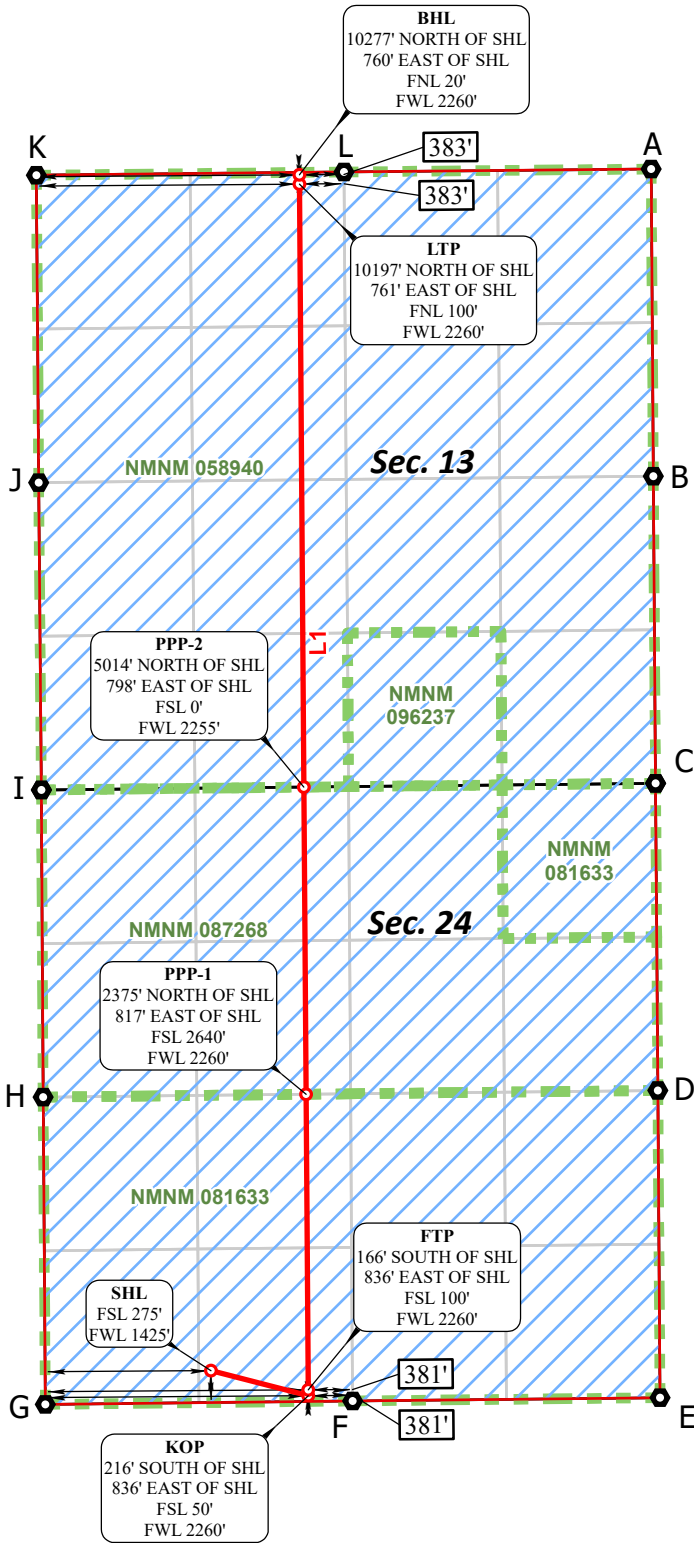 BHL
10277' NORTH OF SHL
760' EAST OF SHL
FNL 20'
FWL 2260'
K
L
383'
A
383'
LTP
10197' NORTH OF SHL
761' EAST OF SHL
FNL 100'
FWL 2260'
NMNM 058940
Sec. 13
J
B
L1
PPP-2
5014' NORTH OF SHL
798' EAST OF SHL
FSL 0'
FWL 2255'
NMNM
096237
I
C
NMNM
081633
NMNM 087268
Sec. 24
PPP-1
2375' NORTH OF SHL
817' EAST OF SHL
FSL 2640'
FWL 2260'
H
D
NMNM 081633
FTP
166' SOUTH OF SHL
836' EAST OF SHL
FSL 100'
FWL 2260'
SHL
FSL 275'
FWL 1425'
381'
G
F
381'
E
KOP
216' SOUTH OF SHL
836' EAST OF SHL
FSL 50'
FWL 2260'